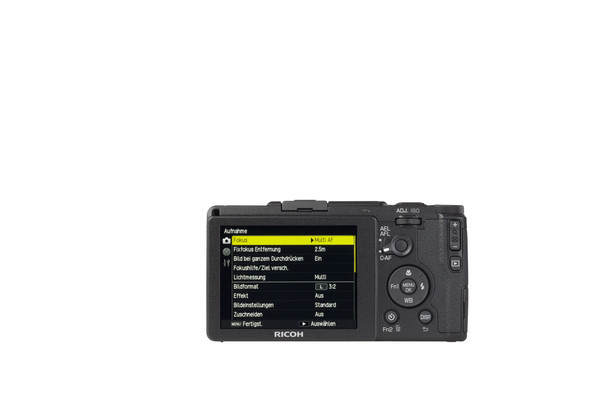 ADJ. ISO
Aufnahme
Fokus Multi AF
Fixfokus Entfernung 2.5m
Bild bei ganzem Durchdrücken Ein
Fokushilfe/Ziel versch.
Lichtmessung Multi
Bildformat L 3:2
Effekt Aus
Bildeinstellungen Standard
Zuschneiden Aus
MENU Fertigst. Auswählen
RICOH
AEL
AFL
C-AF
Fn1
MENU
OK
WB
DISP.
Fn2